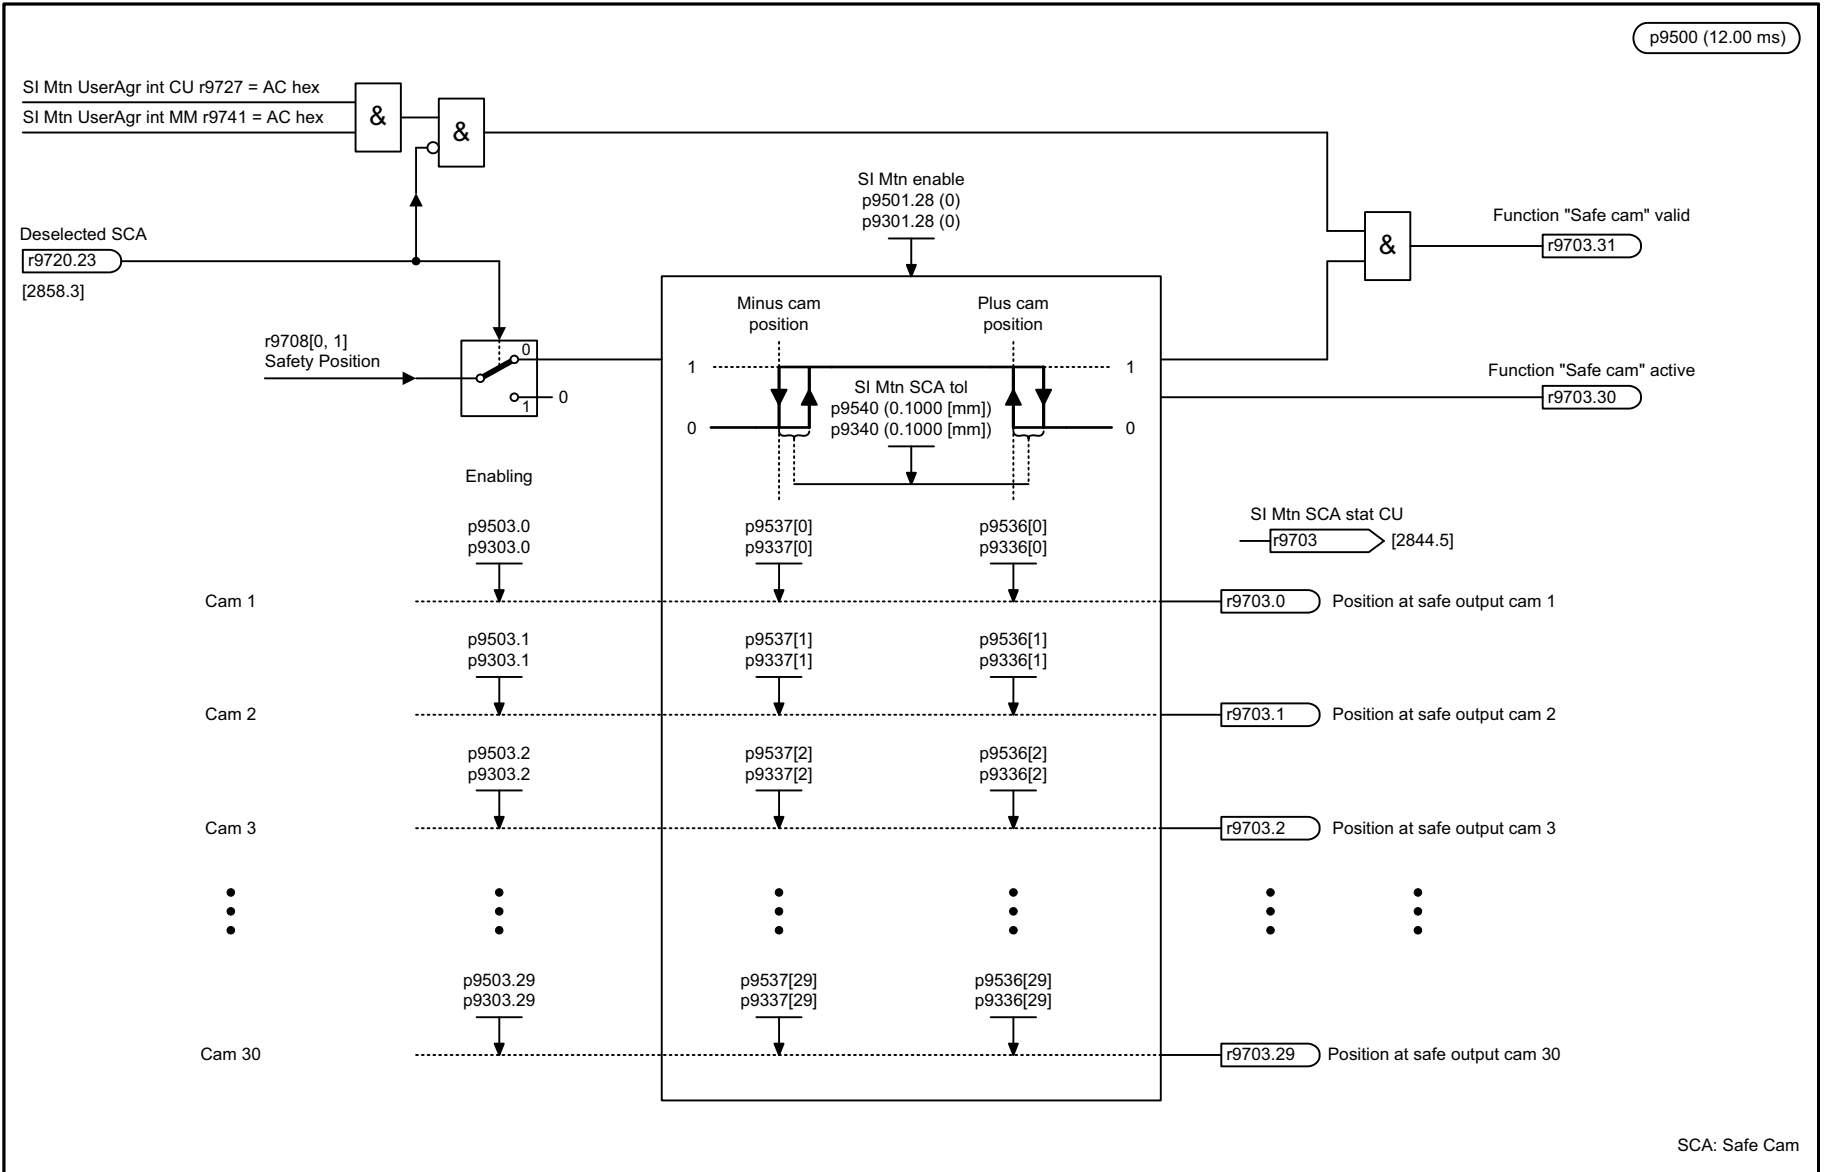 p9500 (12.00 ms)
SI Mtn UserAgr int CU r9727 = AC hex
SI Mtn UserAgr int MM r9741 = AC hex
&
&
SI Mtn enable
p9501.28 (0)
p9301.28 (0)
Deselected SCA
r9720.23
[2858.3]
&
Function "Safe cam" valid
r9703.31
Minus cam
position
Plus cam
position
r9708[0, 1]
Safety Position
0
1
0
1
1
SI Mtn SCA tol
p9540 (0.1000 [mm])
p9340 (0.1000 [mm])
0
0
Function "Safe cam" active
r9703.30
Enabling
SI Mtn SCA stat CU
r9703
[2844.5]
p9503.0
p9303.0
p9537[0]
p9337[0]
p9536[0]
p9336[0]
Cam 1
r9703.0
Position at safe output cam 1
p9503.1
p9303.1
p9537[1]
p9337[1]
p9536[1]
p9336[1]
Cam 2
r9703.1
Position at safe output cam 2
p9503.2
p9303.2
p9537[2]
p9337[2]
p9536[2]
p9336[2]
Cam 3
r9703.2
Position at safe output cam 3
p9503.29
p9303.29
p9537[29]
p9337[29]
p9536[29]
p9336[29]
Cam 30
r9703.29
Position at safe output cam 30
SCA: Safe Cam